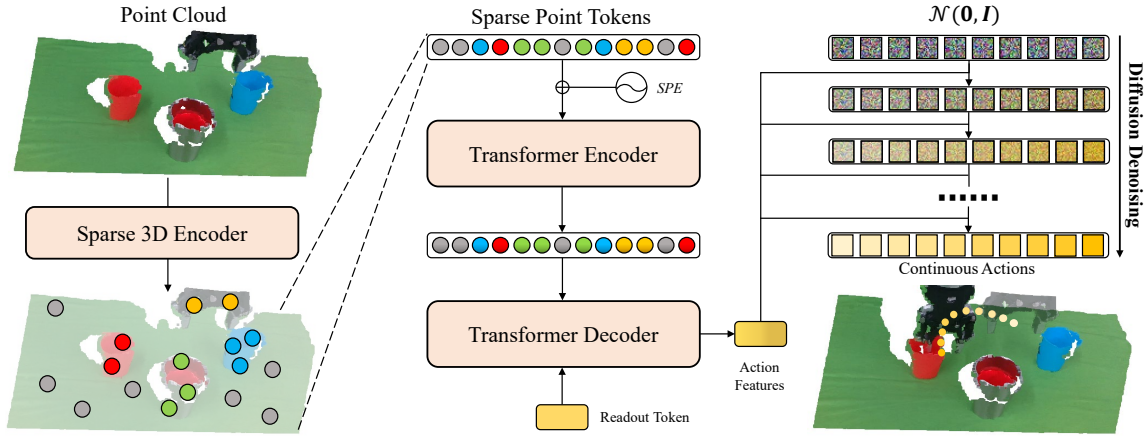 Point Cloud
Sparse 3D Encoder
Sparse Point Tokens
SPE
Transformer Encoder
Transformer Decoder
Readout Token
Action
Features
𝒩(𝟎, 𝑰)
Diffusion Denoising
Continuous Actions